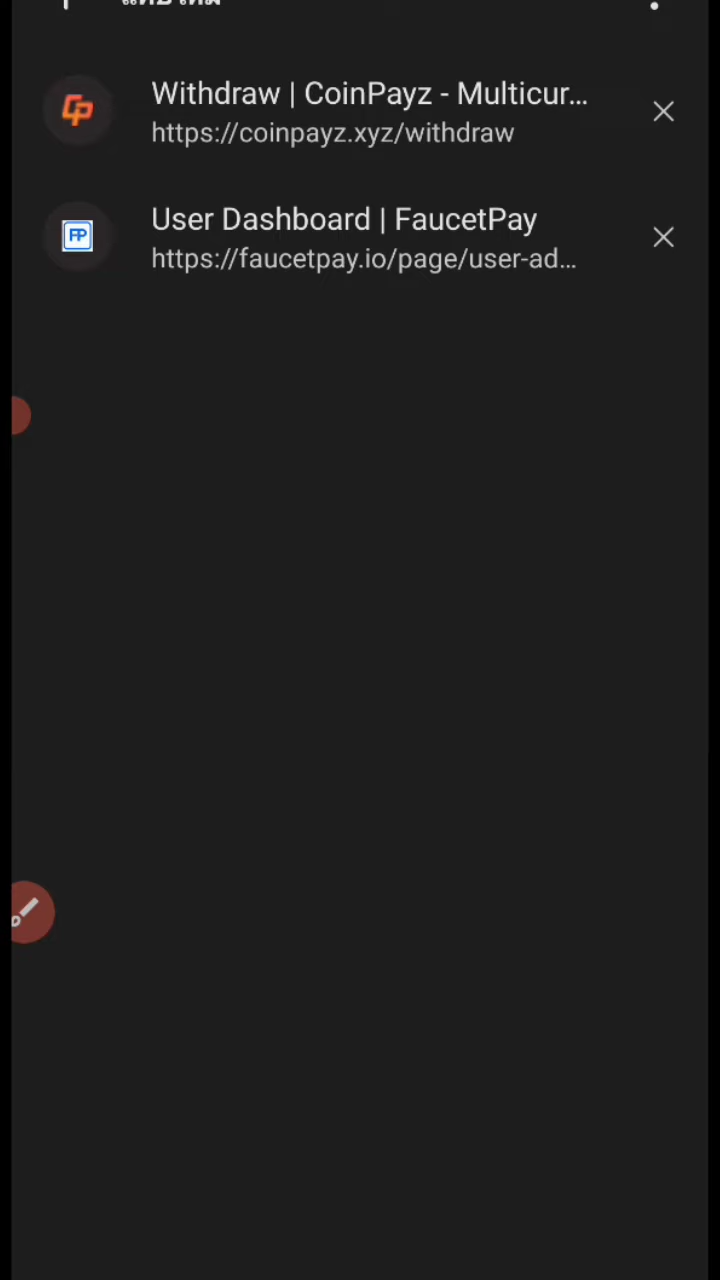 Withdraw | CoinPayz - Multicur...
https://coinpayz.xyz/withdraw
FP
User Dashboard | FaucetPay
https://faucetpay.io/page/user-ad...